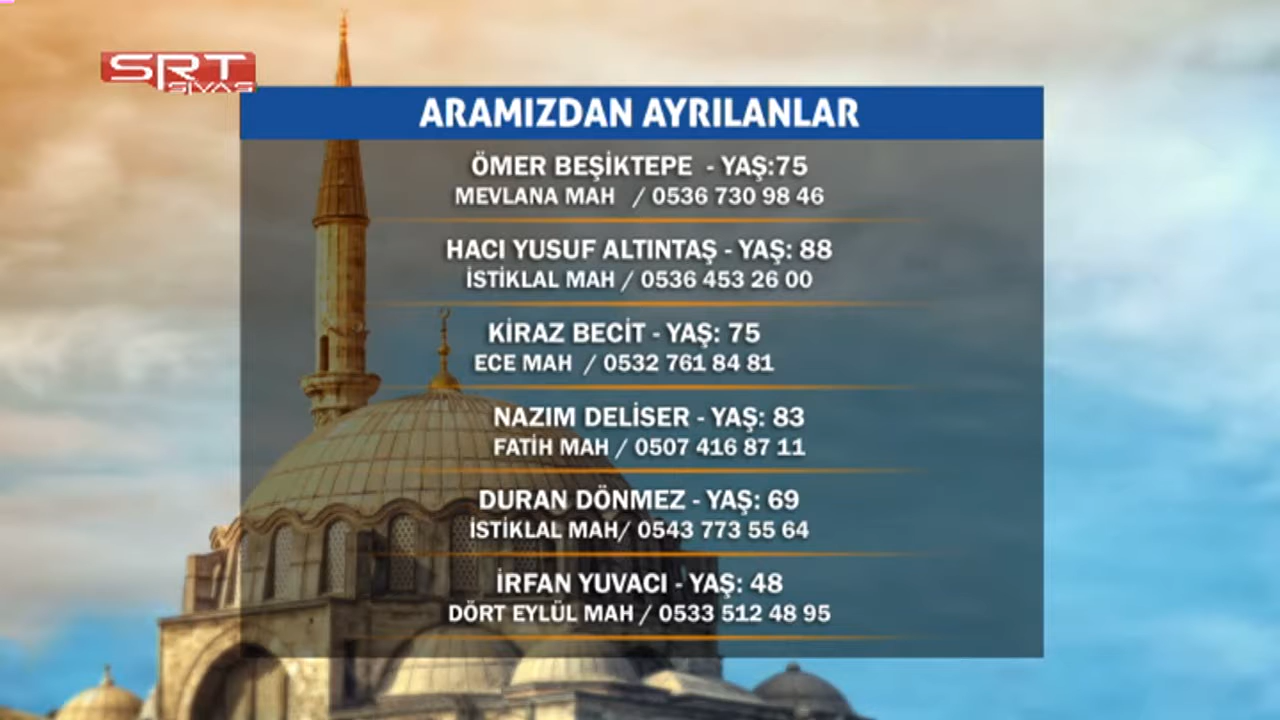 SRT
SİVAS
ARAMIZDAN AYRILANLAR
ÖMER BEŞİKTEPE - YAŞ:75
MEVLANA MAH / 0536 730 98 46
HACI YUSUF ALTINTAŞ - YAŞ: 88
İSTİKLAL MAH / 0536 453 26 00
KİRAZ BECİT - YAŞ: 75
ECE MAH / 0532 761 84 81
NAZIM DELİSER - YAŞ: 83
FATİH MAH / 0507 416 87 11
DURAN DÖNMEZ - YAŞ: 69
İSTİKLAL MAH/ 0543 773 55 64
İRFAN YUVACI - YAŞ: 48
DÖRT EYLÜL MAH / 0533 512 48 95